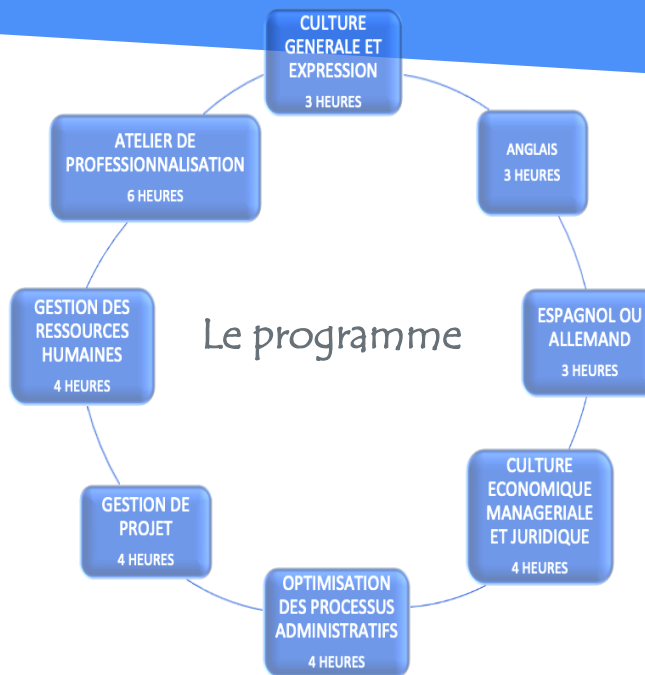 CULTURE
GENERALE ET
EXPRESSION
3 HEURES
ANGLAIS
3 HEURES
ESPAGNOL OU
ALLEMAND
3 HEURES
CULTURE
ECONOMIQUE
MANAGERIALE
ET JURIDIQUE
4 HEURES
OPTIMISATION
DES PROCESSUS
ADMINISTRATIFS
4 HEURES
GESTION DE
PROJET
4 HEURES
GESTION DES
RESSOURCES
HUMAINES
4 HEURES
ATELIER DE
PROFESSIONNALISATION
6 HEURES
Le programme